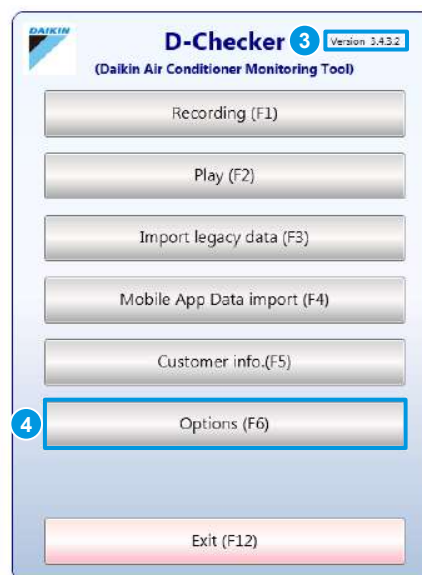 DAIKIN
D-Checker 3 Version 3.4.3.2
(Daikin Air Conditioner Monitoring Tool)
Recording (F1)
Play (F2)
Import legacy data (F3)
Mobile App Data import (F4)
Customer info.(F5)
4 Options (F6)
Exit (F12)